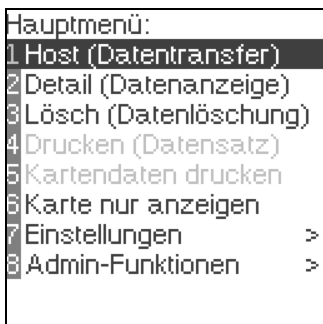 Hauptmenü:
1 Host (Datentransfer)
2 Detail (Datenanzeige)
3 Lösch (Datenlöschung)
4 Drucken (Datensatz)
5 Kartendaten drucken
6 Karte nur anzeigen
7 Einstellungen >
8 Admin-Funktionen >